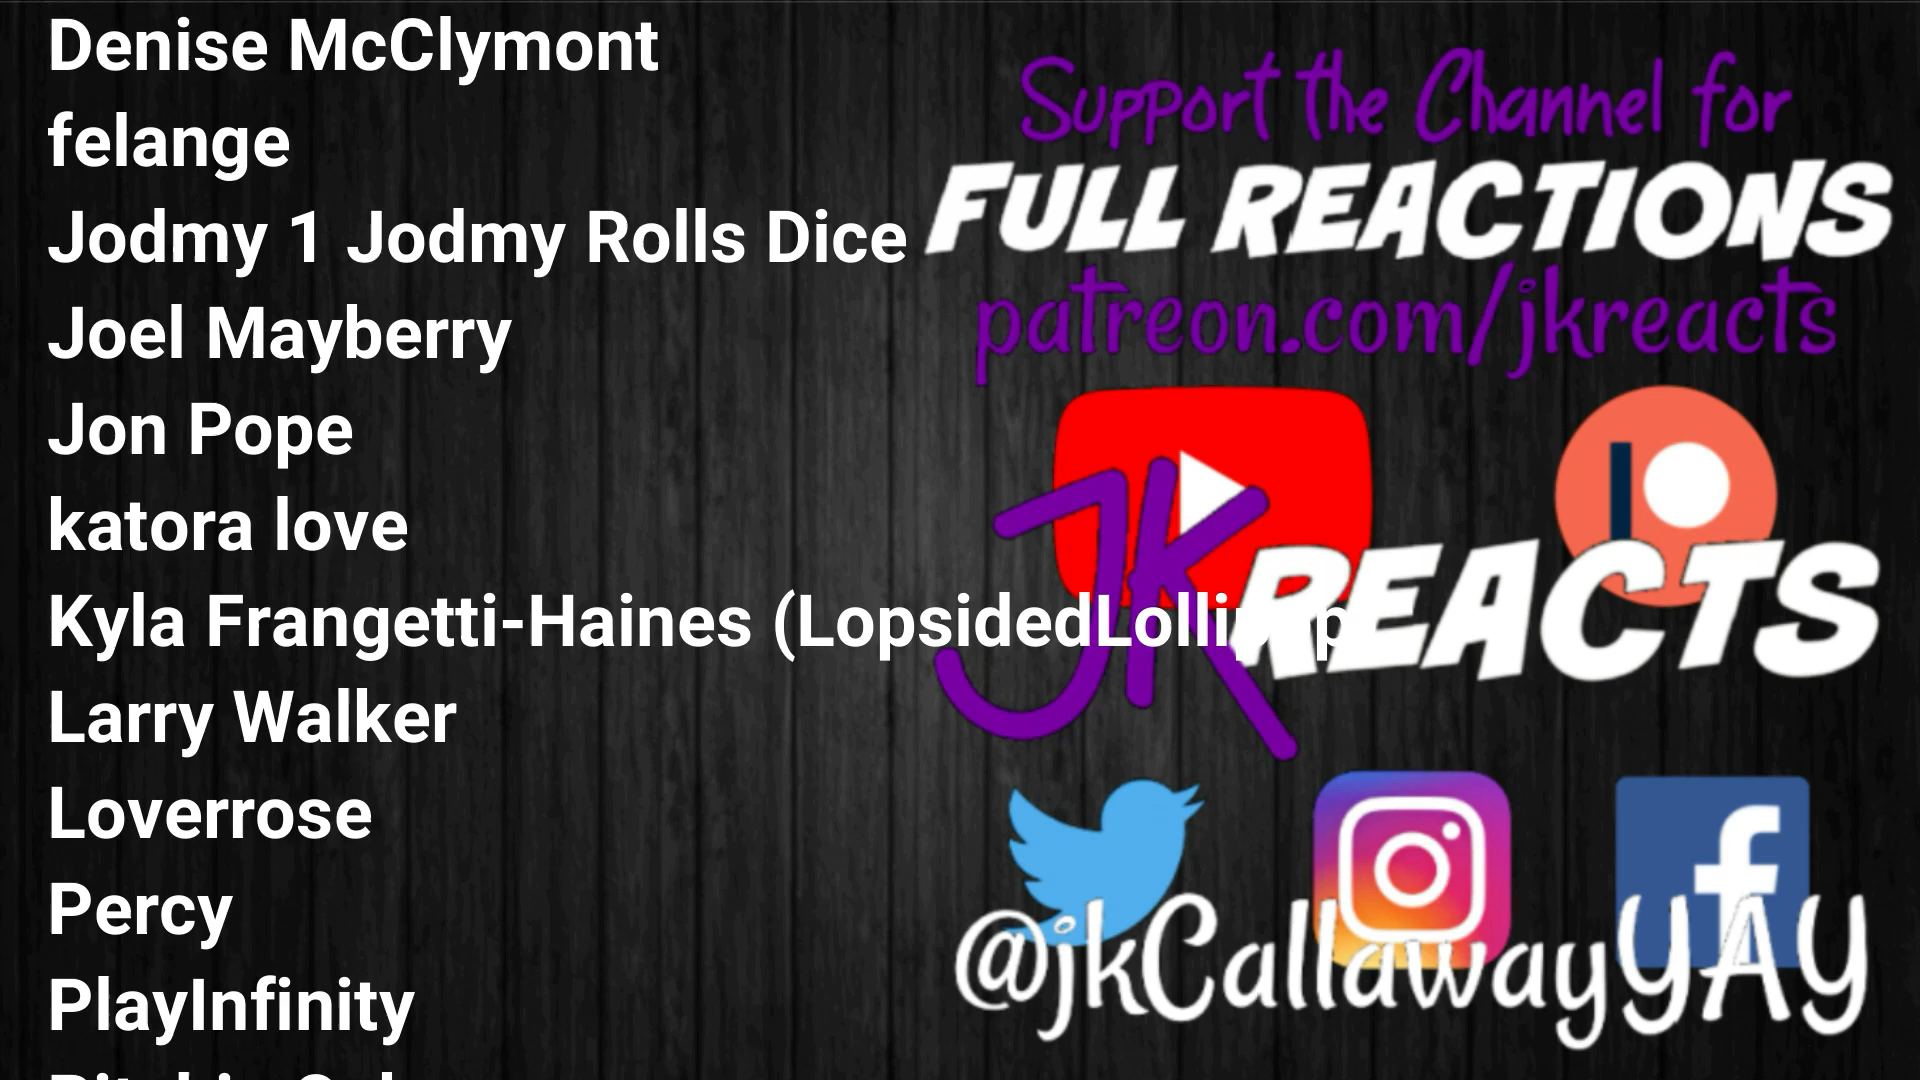 Denise McClymont
felange
Jodmy 1 Jodmy Rolls Dice
Joel Mayberry
Jon Pope
katora love
Kyla Frangetti-Haines
Larry Walker
Loverrose
Percy
PlayInfinity
Support the Channel for
FULL REACTIONS
patreon.com/jkreacts
JK REACTS
@jkCallawayYAY